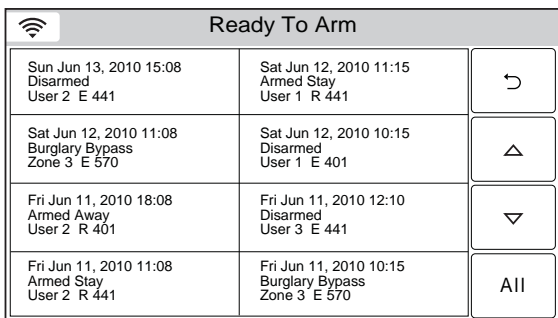 Ready To Arm
Sun Jun 13, 2010 15:08
Disarmed
User 2 E 441
Sat Jun 12, 2010 11:15
Armed Stay
User 1 R 441
Sat Jun 12, 2010 11:08
Burglary Bypass
Zone 3 E 570
Sat Jun 12, 2010 10:15
Disarmed
User 1 E 401
Fri Jun 11, 2010 18:08
Armed Away
User 2 R 401
Fri Jun 11, 2010 12:10
Disarmed
User 3 E 441
Fri Jun 11, 2010 11:08
Armed Stay
User 2 R 441
Fri Jun 11, 2010 10:15
Burglary Bypass
Zone 3 E 570
All